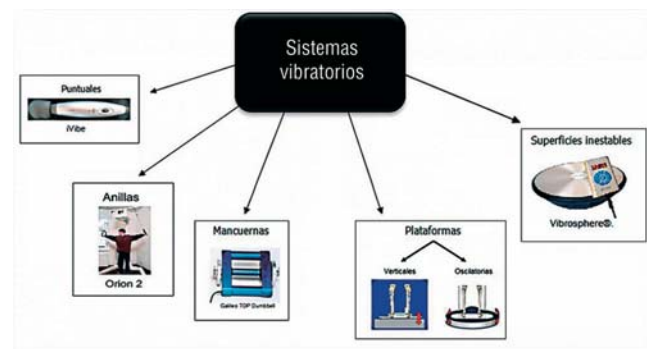 Sistemas
vibratorios
Puntuales
iVibe
Anillas
Orion 2
Mancuernas
Galileo TOP Dumbbell
Plataformas
Verticales
Oscilatorias
Superficies inestables
Vibrosphere®.